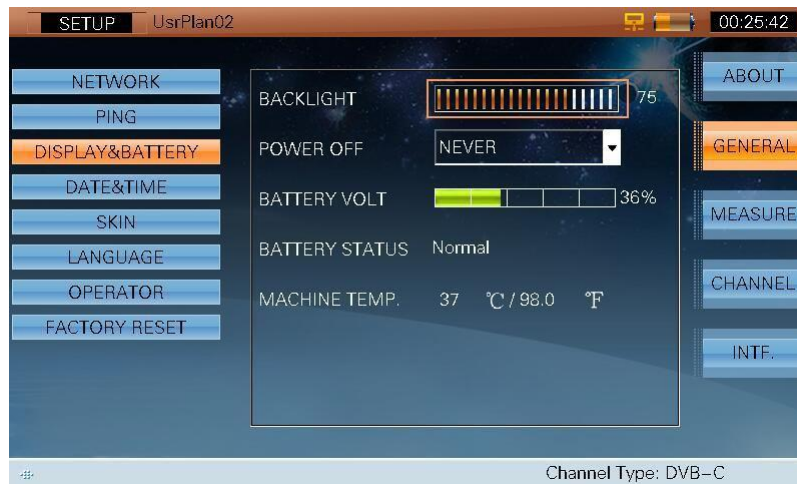 SETUP UsrPlan02 00:25:42
NETWORK
PING
DISPLAY&BATTERY
DATE&TIME
SKIN
LANGUAGE
OPERATOR
FACTORY RESET
BACKLIGHT 75
POWER OFF NEVER
BATTERY VOLT 36%
BATTERY STATUS Normal
MACHINE TEMP. 37 ℃ / 98.0 ℉
ABOUT
GENERAL
MEASURE
CHANNEL
INTF.
Channel Type: DVB-C